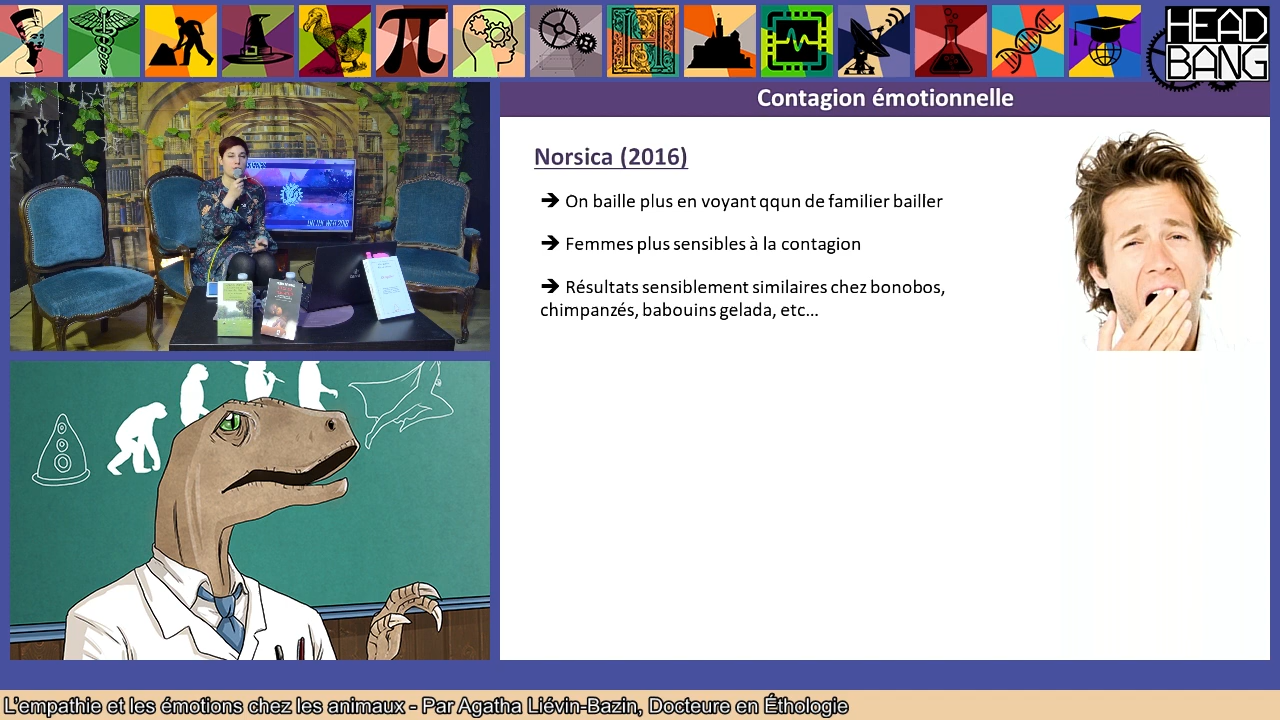 HEAD
BANG
Contagion émotionnelle
Norsica (2016)
➔ On baille plus en voyant qqun de familier bailler
➔ Femmes plus sensibles à la contagion
➔ Résultats sensiblement similaires chez bonobos,
chimpanzés, babouins gelada, etc...
L'empathie et les émotions chez les animaux - Par Agatha Liévin-Bazin, Docteure en Éthologie